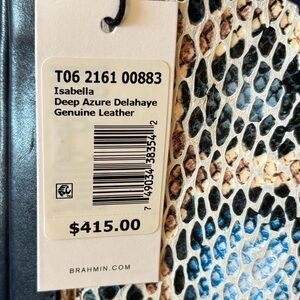 T06 2161 00883
Isabella
Deep Azure Delahaye
Genuine Leather
7 49034 38354 2
$415.00
BRAHMIN.COM